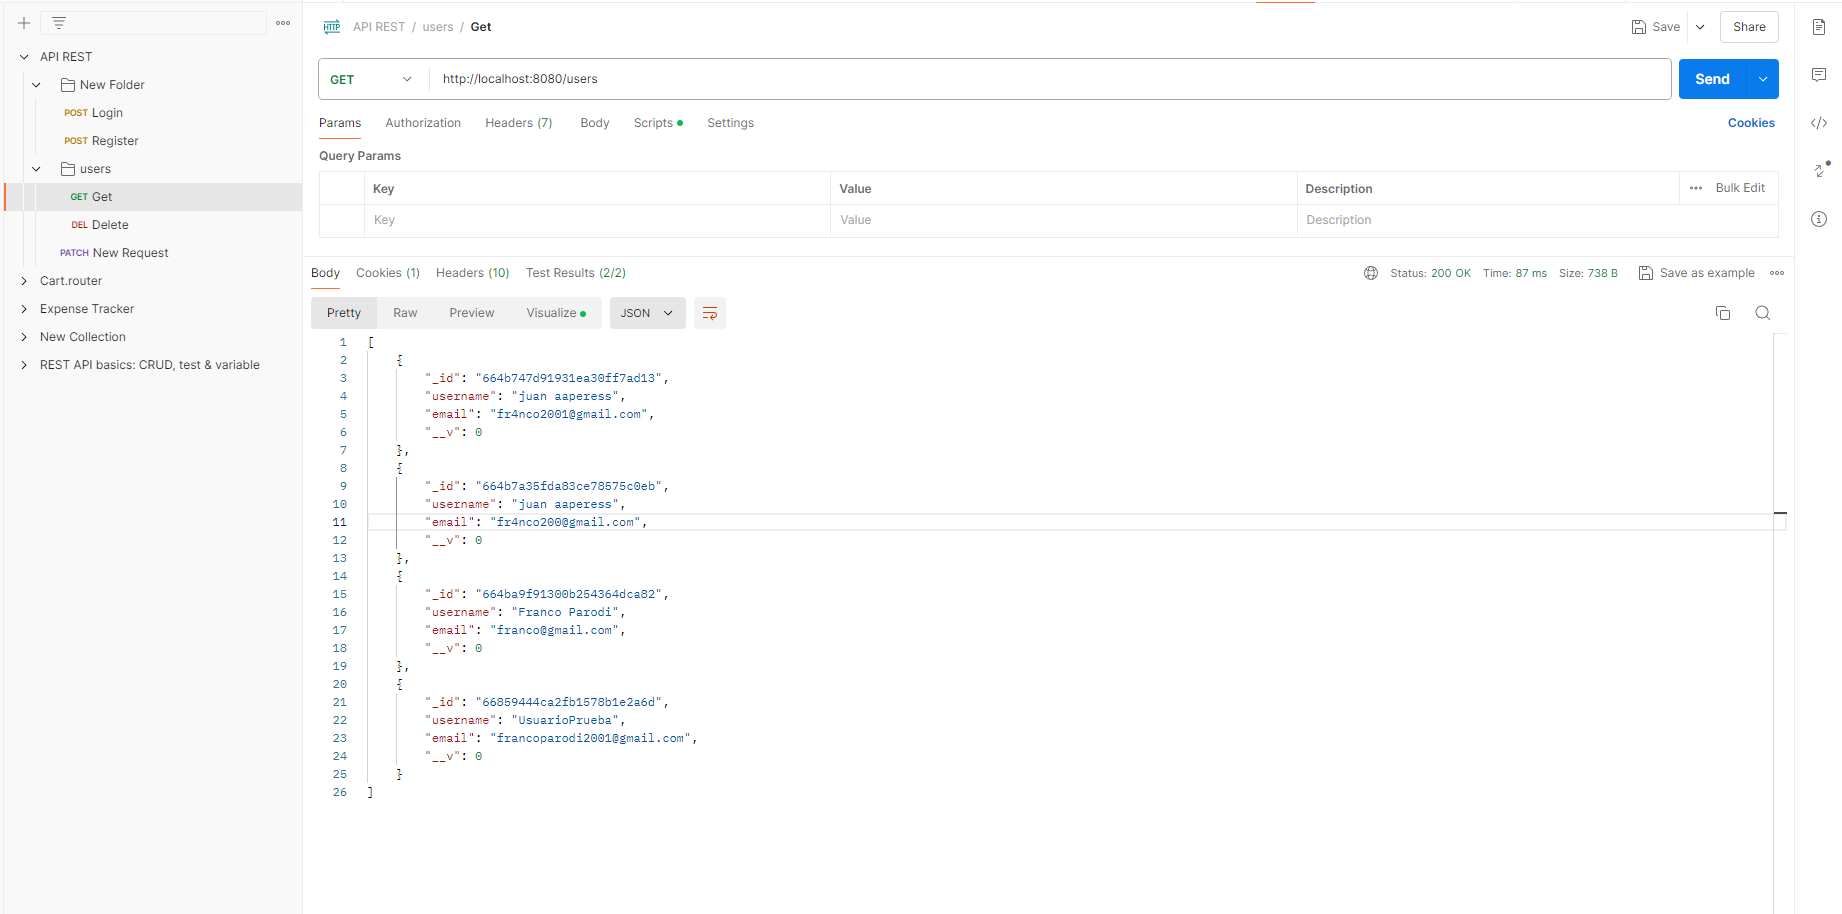 API REST
New Folder
POST Login
POST Register
users
GET Get
DEL Delete
PATCH New Request
Cart.router
Expense Tracker
New Collection
REST API basics: CRUD, test & variable
HTTP API REST / users / Get
Save
Share
GET http://localhost:8080/users
Send
Params Authorization Headers (7) Body Scripts Settings
Cookies
Query Params
Key Value Description ••• Bulk Edit
Key Value Description
Body Cookies (1) Headers (10) Test Results (2/2)
Status: 200 OK Time: 87 ms Size: 738 B Save as example
Pretty Raw Preview Visualize JSON
1 [
2 {
3 "_id": "664b747d91931ea30ff7ad13",
4 "username": "juan aaperess",
5 "email": "fr4nco2001@gmail.com",
6 "__v": 0
7 },
8 {
9 "_id": "664b7a35fda83ce78575c0eb",
10 "username": "juan aaperess",
11 "email": "fr4nco200@gmail.com",
12 "__v": 0
13 },
14 {
15 "_id": "664ba9f91300b254364dca82",
16 "username": "Franco Parodi",
17 "email": "franco@gmail.com",
18 "__v": 0
19 },
20 {
21 "_id": "66859444ca2fb1578b1e2a6d",
22 "username": "UsuarioPrueba",
23 "email": "francoparodi2001@gmail.com",
24 "__v": 0
25 }
26 ]